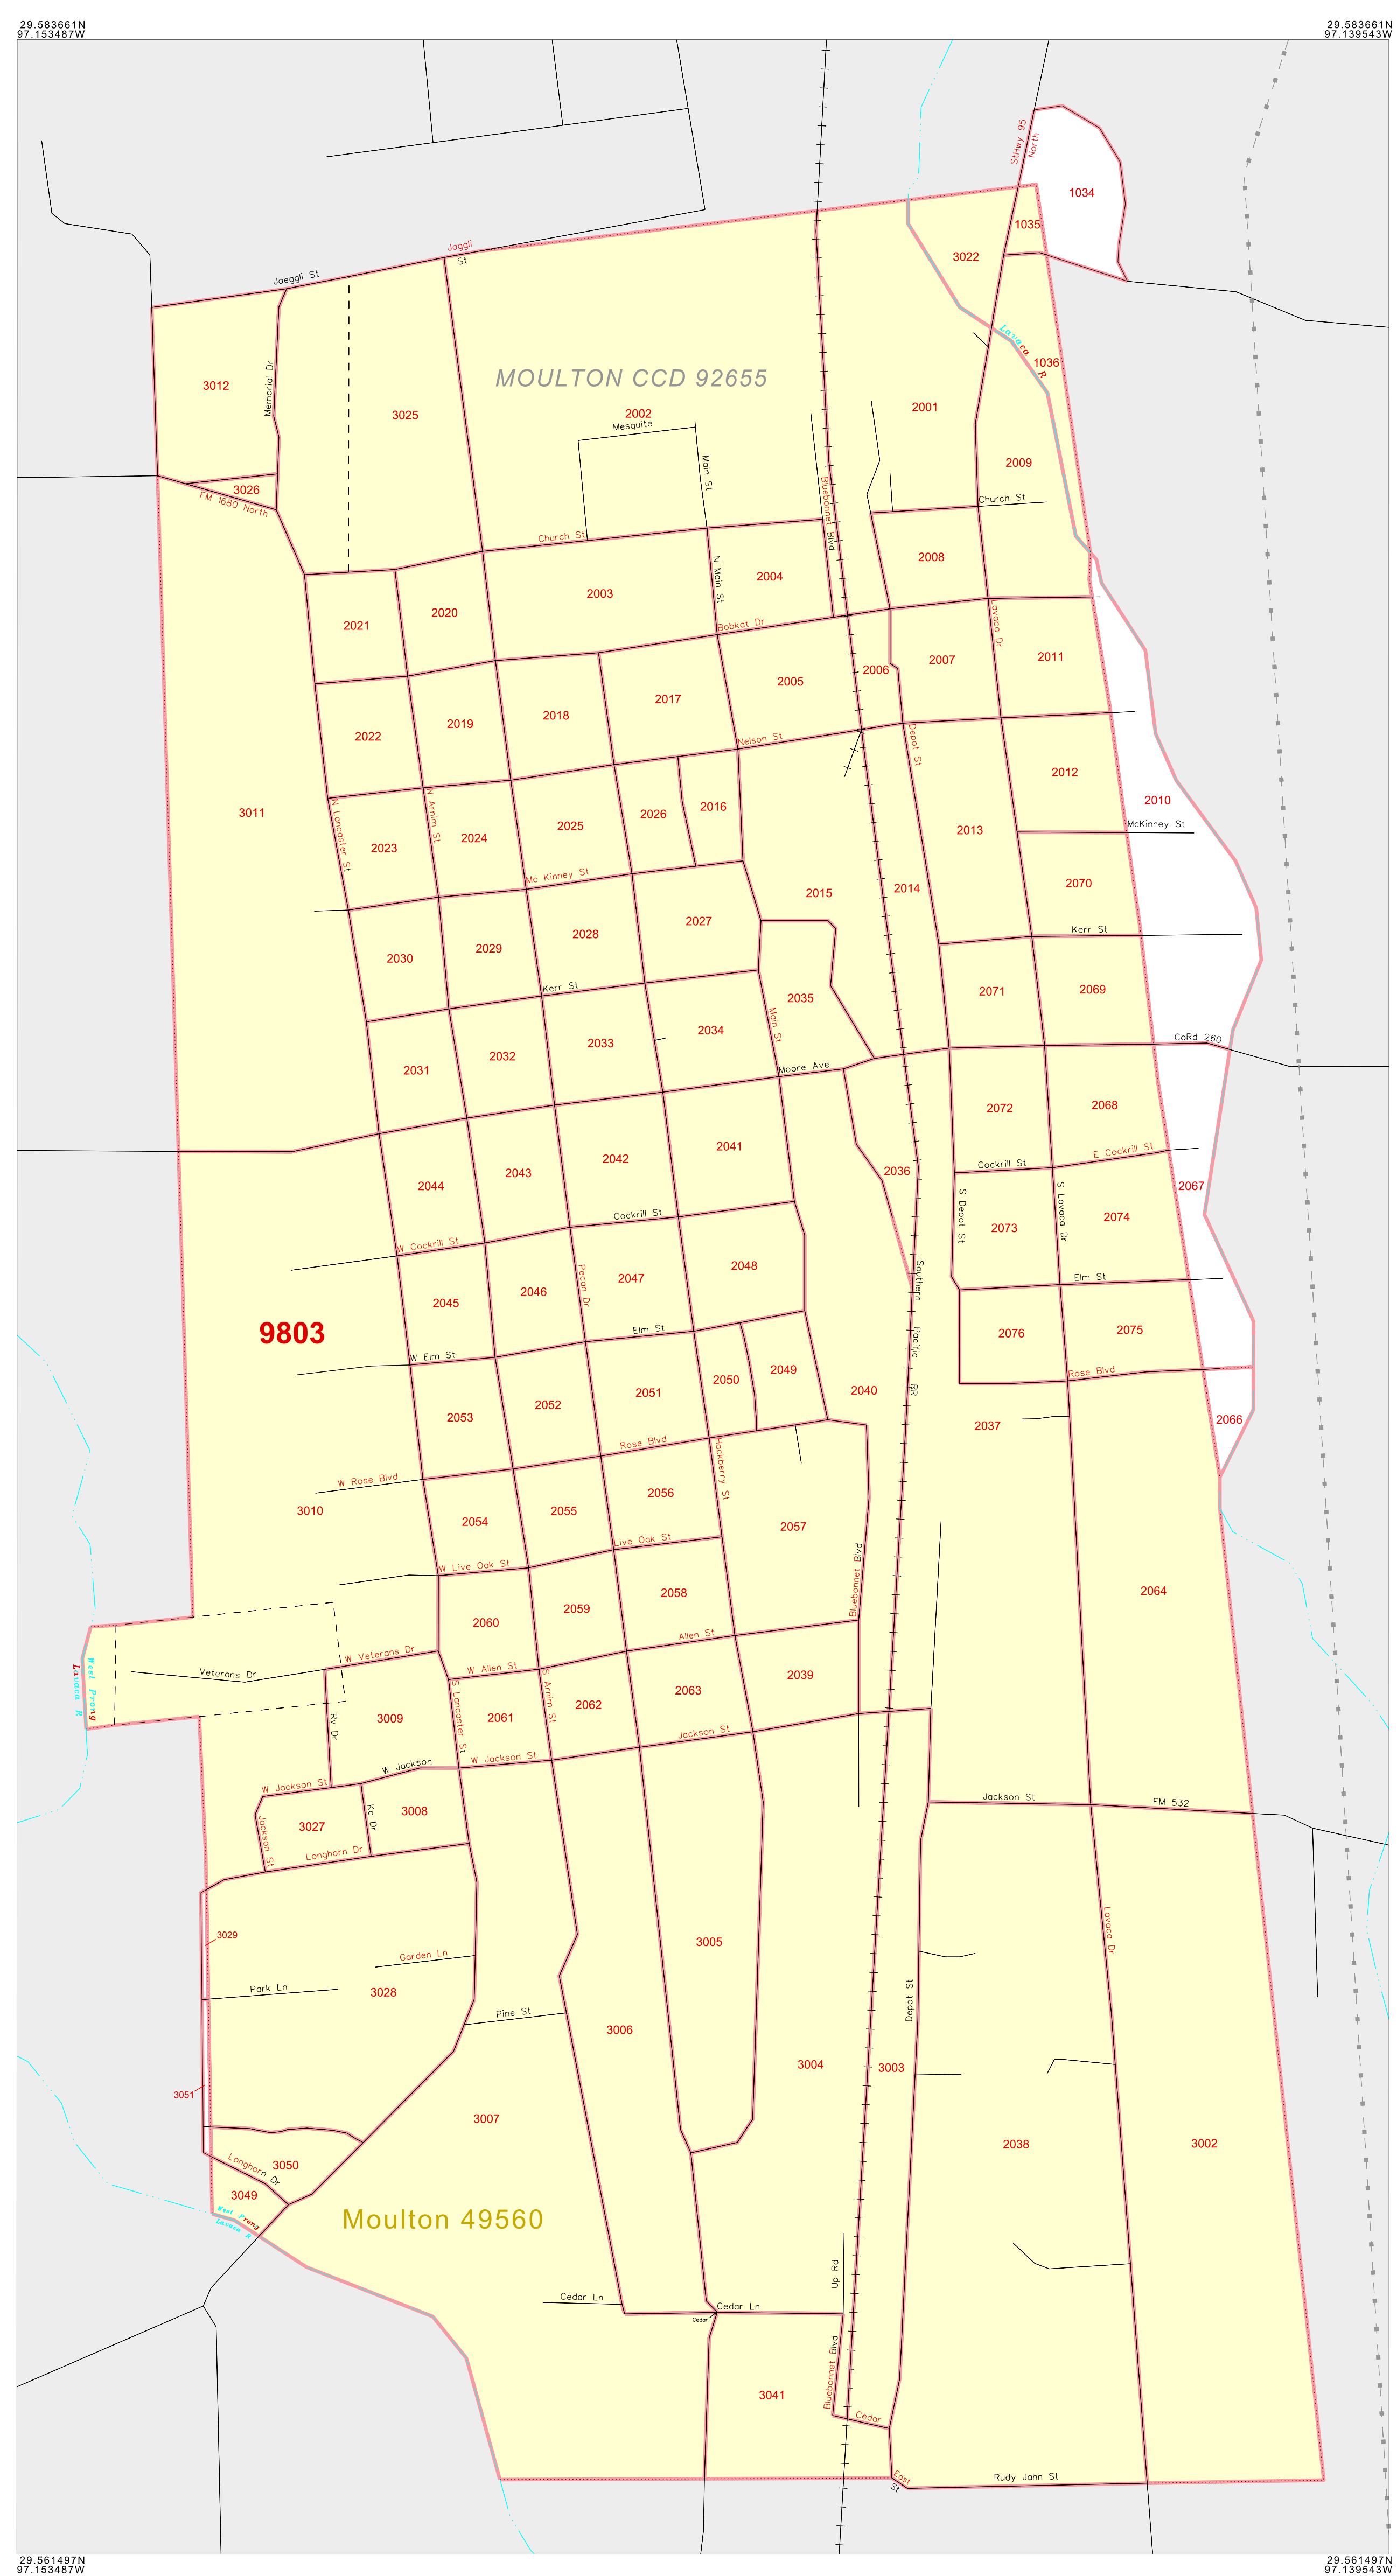 29.583661N
97.153487W
29.583661N
97.139543W
StHwy 95
North
1034
1035
3022
Jaggli
St
Jaeggli St
Lavaca R
1036
3012
Memorial Dr
3025
MOULTON CCD 92655
2002
Mesquite
Main St
2001
2009
Bluebonnet Blvd
3026
FM 1680 North
Church St
Church St
2008
2004
N Main St
2003
2020
2021
Bobkat Dr
Lavaca Dr
2011
2007
2006
2005
2017
2018
2019
2022
Nelson St
Depot St
2012
2010
McKinney St
2013
2016
2026
2025
2024
N Arnim St
2023
N Lancaster St
3011
Mc Kinney St
2070
2014
2015
Kerr St
2027
2028
2029
2030
Kerr St
2035
2071
2069
Main St
2034
2033
2032
2031
CoRd 260
Moore Ave
2072
2068
2041
2042
2043
2044
2036
Cockrill St
E Cockrill St
2067
S Depot St
S Lavaca Dr
2074
2073
Cockrill St
W Cockrill St
Pecan Dr
2048
2047
2046
2045
Southern
Pacific
RR
Elm St
9803
Elm St
W Elm St
2076
2075
Rose Blvd
2049
2050
2051
2052
2053
2040
2037
2066
Rose Blvd
Hackberry St
W Rose Blvd
3010
2056
2055
2054
2057
Live Oak St
W Live Oak St
Bluebonnet Blvd
2064
2058
2059
2060
Allen St
W Veterans Dr
Veterans Dr
W Allen St
West Prong
Lavaca R
2039
2063
2062
2061
S Arnim St
S Lancaster St
3009
Rv Dr
Jackson St
W Jackson St
W Jackson
W Jackson St
Jackson St
FM 532
3008
Kc Dr
3027
Jackson St
Longhorn Dr
Lavaca Dr
3029
3005
Garden Ln
Park Ln
3028
Depot St
Pine St
3006
3004
3003
3051
3007
2038
3002
3050
Longhorn Dr
3049
West Prong
Lavaca R
Moulton 49560
Up Rd
Cedar Ln
Cedar Ln
Cedar
Bluebonnet Blvd
3041
Cedar
East
St
Rudy Jahn St
29.561497N
97.153487W
29.561497N
97.139543W